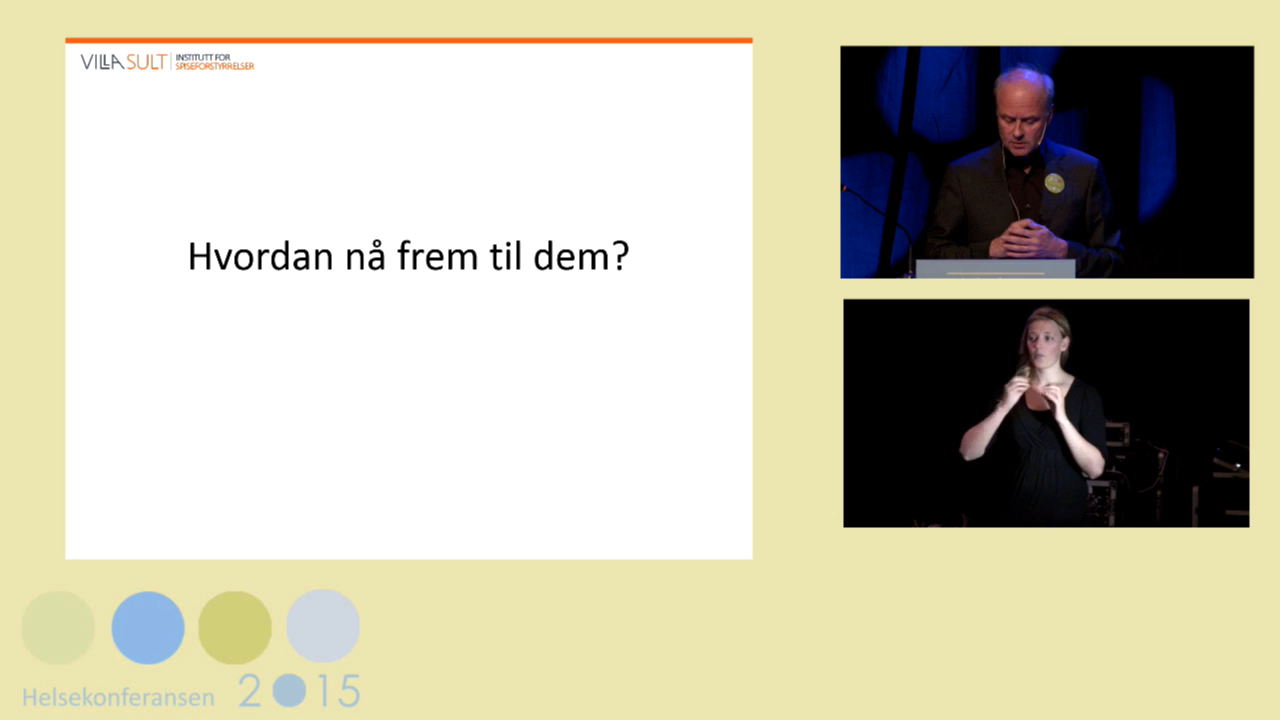 VILLA SULT
INSTITUTT FOR
SPISEFORSTYRRELSER
Hvordan nå frem til dem?
Helsekonferansen 2015